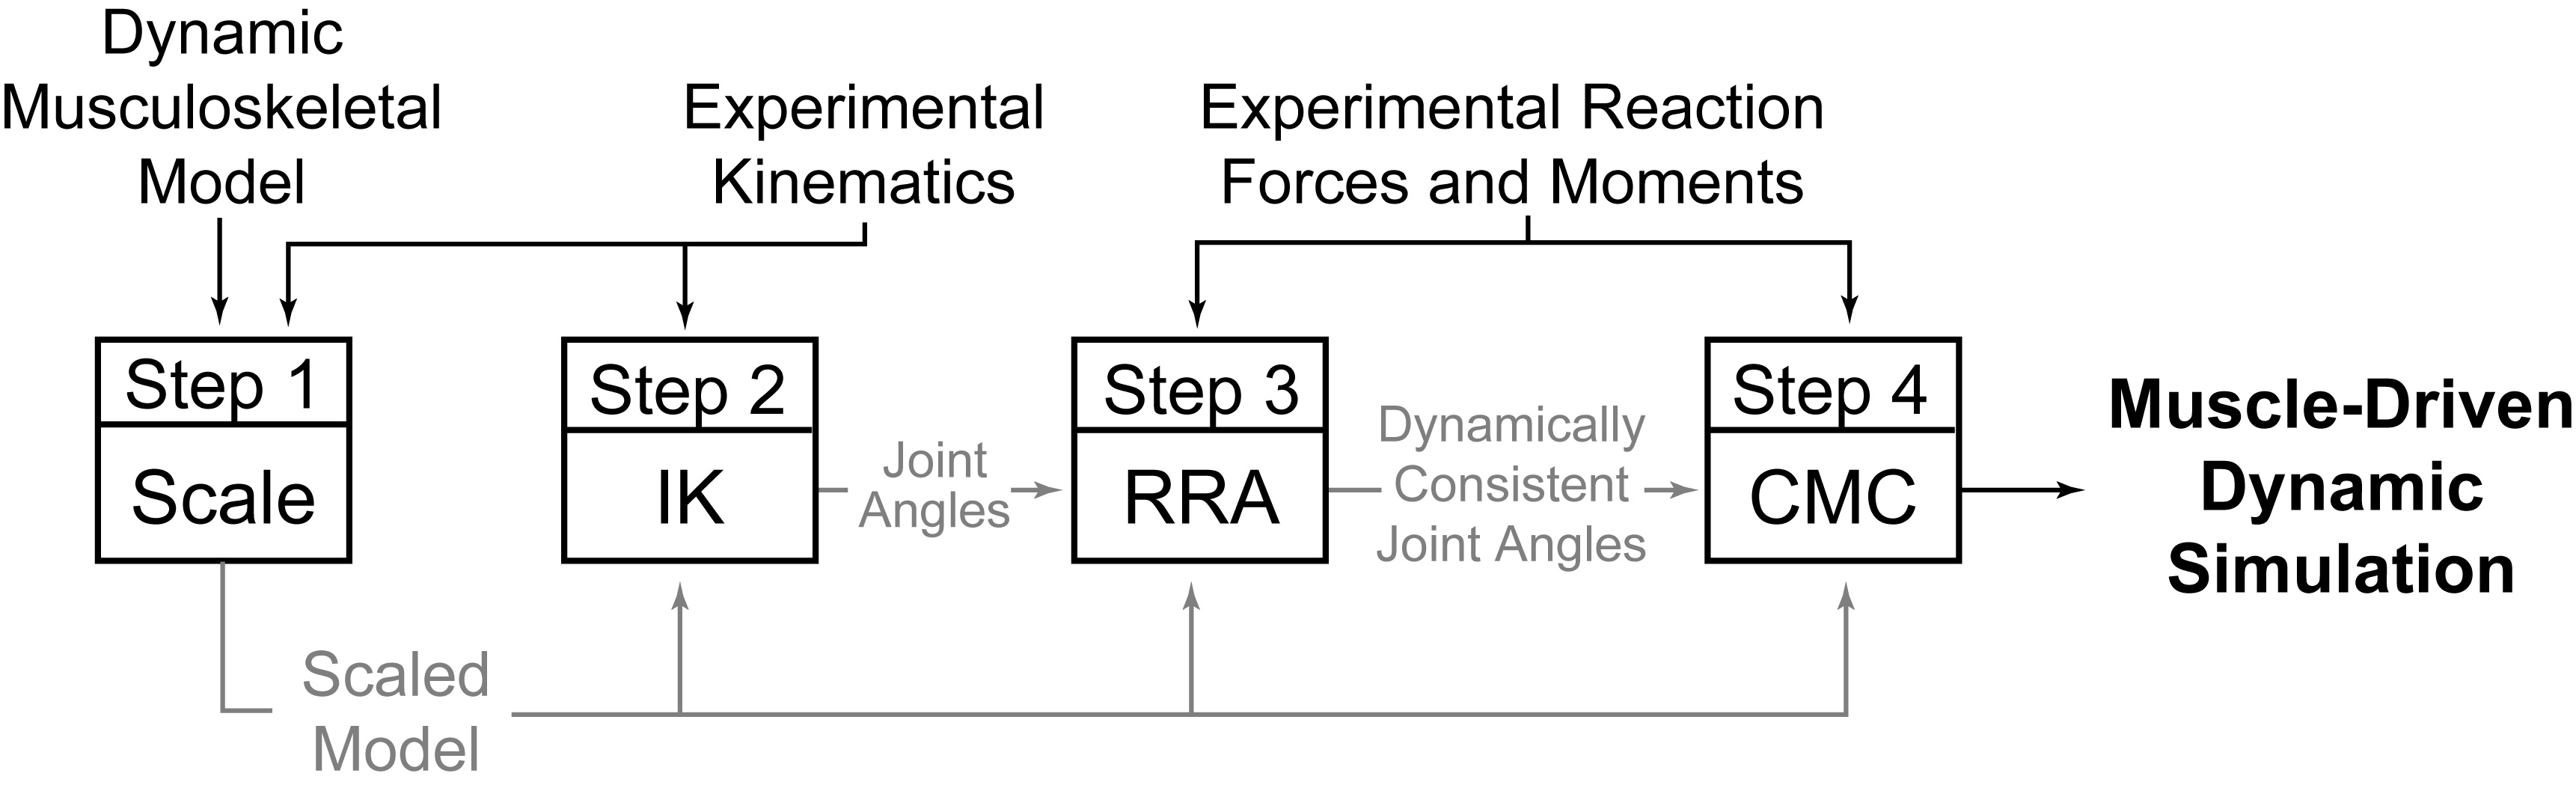 Dynamic
Musculoskeletal
Model
Experimental
Kinematics
Experimental Reaction
Forces and Moments
Step 1
Scale
Step 2
IK
Joint
Angles
Step 3
RRA
Dynamically
Consistent
Joint Angles
Step 4
CMC
Muscle-Driven
Dynamic
Simulation
Scaled
Model